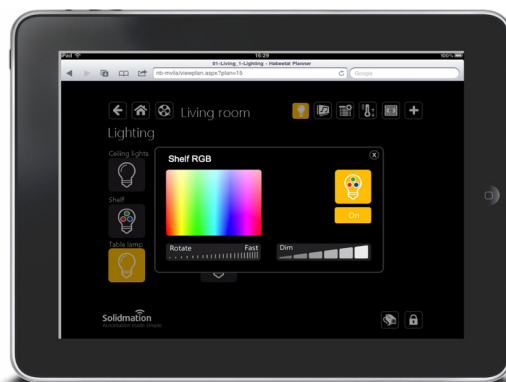 iPad
16:29
100%
01-Living_1-Lighting - Habeetat Planner
nb-mvila/viewplan.aspx?plan=15
Google
Living room
Lighting
Ceiling lights
Shelf RGB
X
On
Shelf
Rotate Fast
Dim
Table lamp
Solidmation
Automation made simple